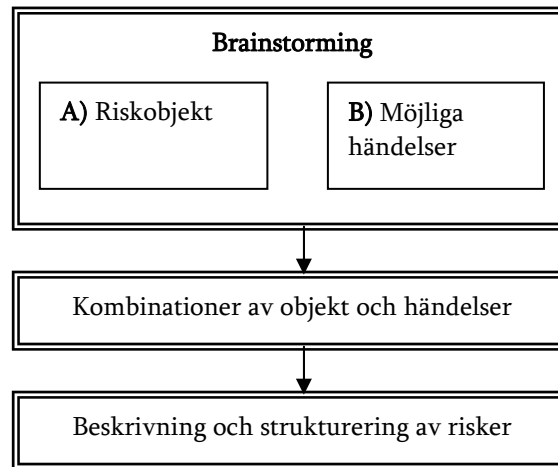 Brainstorming
A) Riskobjekt
B) Möjliga
händelser
Kombinationer av objekt och händelser
Beskrivning och strukturering av risker